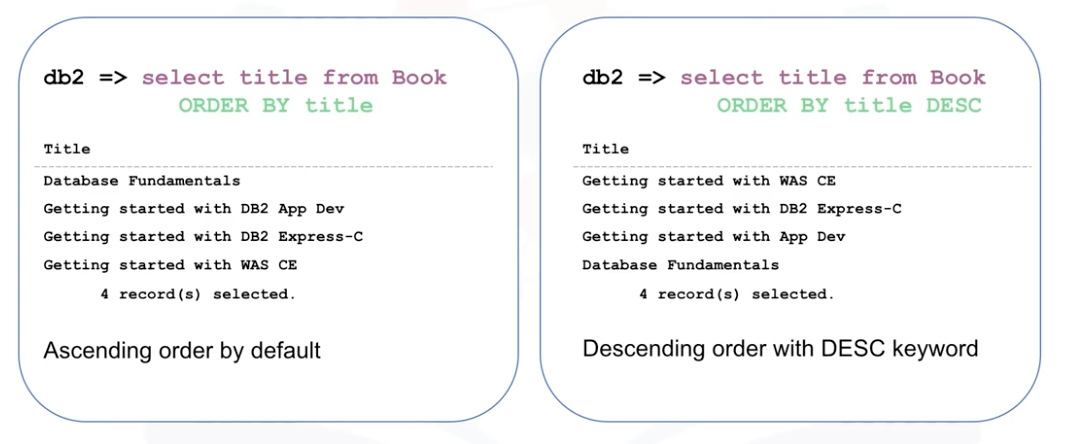 db2 => select title from Book
ORDER BY title
Title
Database Fundamentals
Getting started with DB2 App Dev
Getting started with DB2 Express-C
Getting started with WAS CE
4 record(s) selected.
Ascending order by default
db2 => select title from Book
ORDER BY title DESC
Title
Getting started with WAS CE
Getting started with DB2 Express-C
Getting started with App Dev
Database Fundamentals
4 record(s) selected.
Descending order with DESC keyword